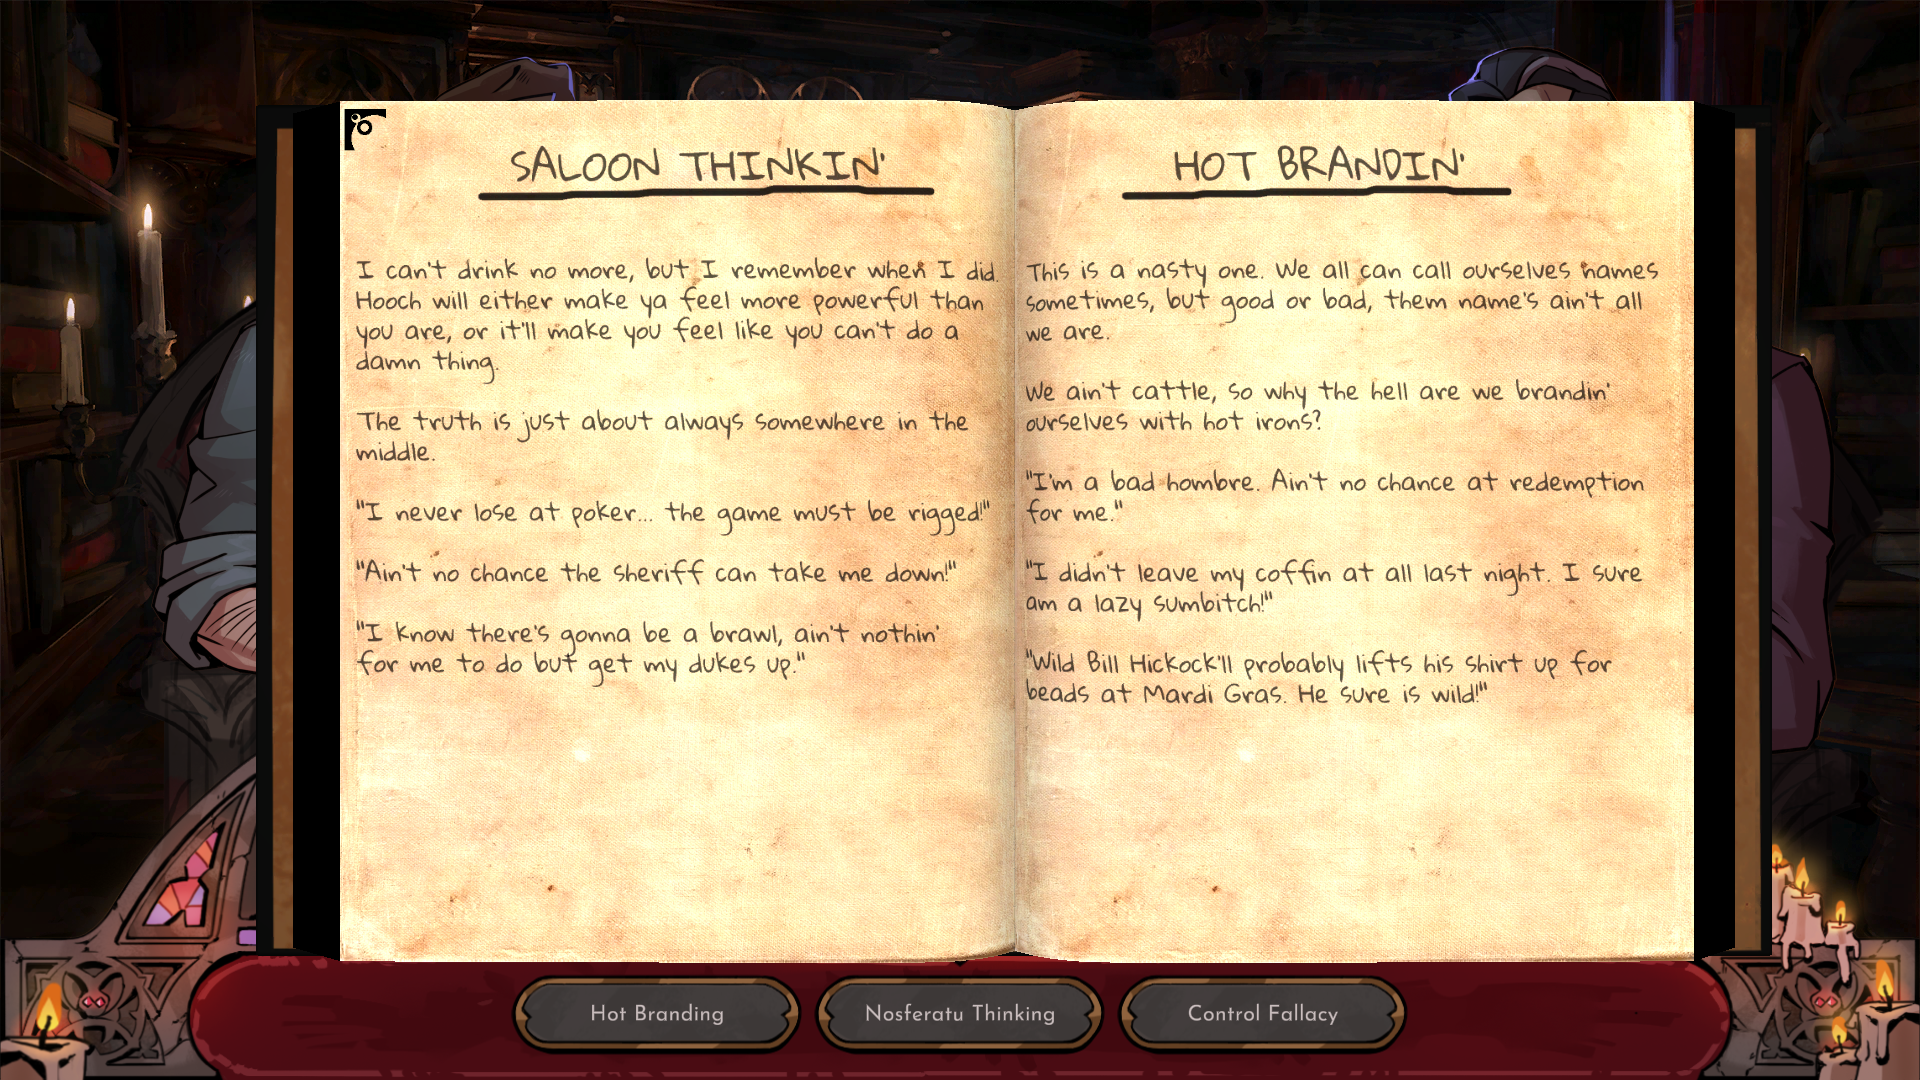 SALOON THINKIN'
I can't drink no more, but I remember when I did.
Hooch will either make ya feel more powerful than
you are, or it'll make you feel like you can't do a
damn thing.
The truth is just about always somewhere in the
middle.
"I never lose at poker... the game must be rigged!"
"Ain't no chance the sheriff can take me down!"
"I know there's gonna be a brawl, ain't nothin'
for me to do but get my dukes up."
HOT BRANDIN'
This is a nasty one. We all can call ourselves names
sometimes, but good or bad, them name's ain't all
we are.
We ain't cattle, so why the hell are we brandin'
ourselves with hot irons?
"I'm a bad hombre. Ain't no chance at redemption
for me."
"I didn't leave my coffin at all last night. I sure
am a lazy sumbitch!"
"Wild Bill Hickock'll probably lifts his shirt up for
beads at Mardi Gras. He sure is wild!"
Hot Branding
Nosferatu Thinking
Control Fallacy